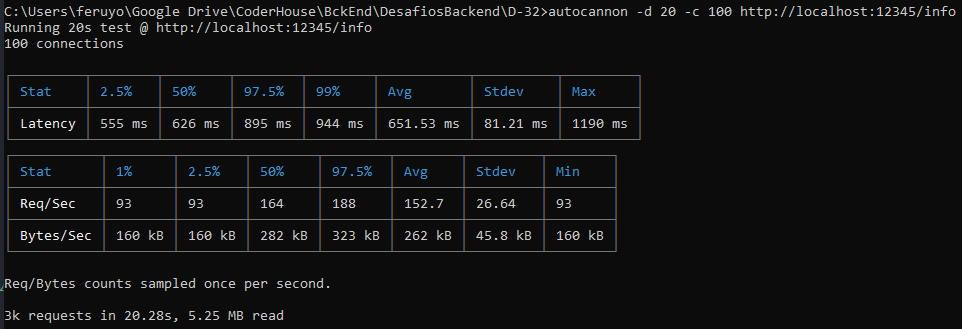 C:\Users\feruyo\Google Drive\CoderHouse\BckEnd\DesafiosBackend\D-32>autocannon -d 20 -c 100 http://localhost:12345/info
Running 20s test @ http://localhost:12345/info
100 connections
Stat 2.5% 50% 97.5% 99% Avg Stdev Max
Latency 555 ms 626 ms 895 ms 944 ms 651.53 ms 81.21 ms 1190 ms
Stat 1% 2.5% 50% 97.5% Avg Stdev Min
Req/Sec 93 93 164 188 152.7 26.64 93
Bytes/Sec 160 kB 160 kB 282 kB 323 kB 262 kB 45.8 kB 160 kB
Req/Bytes counts sampled once per second.
3k requests in 20.28s, 5.25 MB read